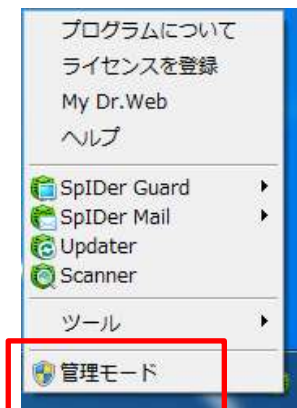 プログラムについて
ライセンスを登録
My Dr.Web
ヘルプ
SpIDer Guard
SpIDer Mail
Updater
Scanner
ツール
管理モード